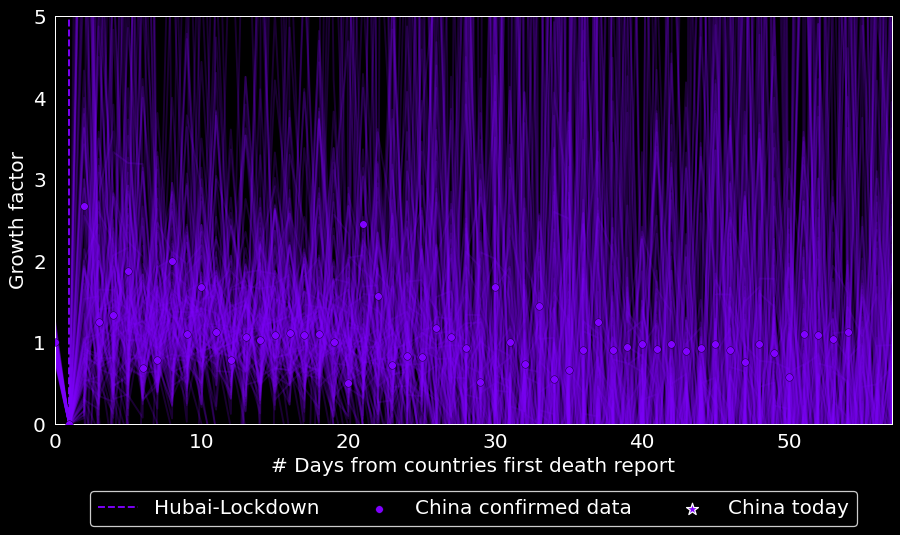 5
4
3
2
1
0
Growth factor
0 10 20 30 40 50
# Days from countries first death report
Hubai-Lockdown China confirmed data China today